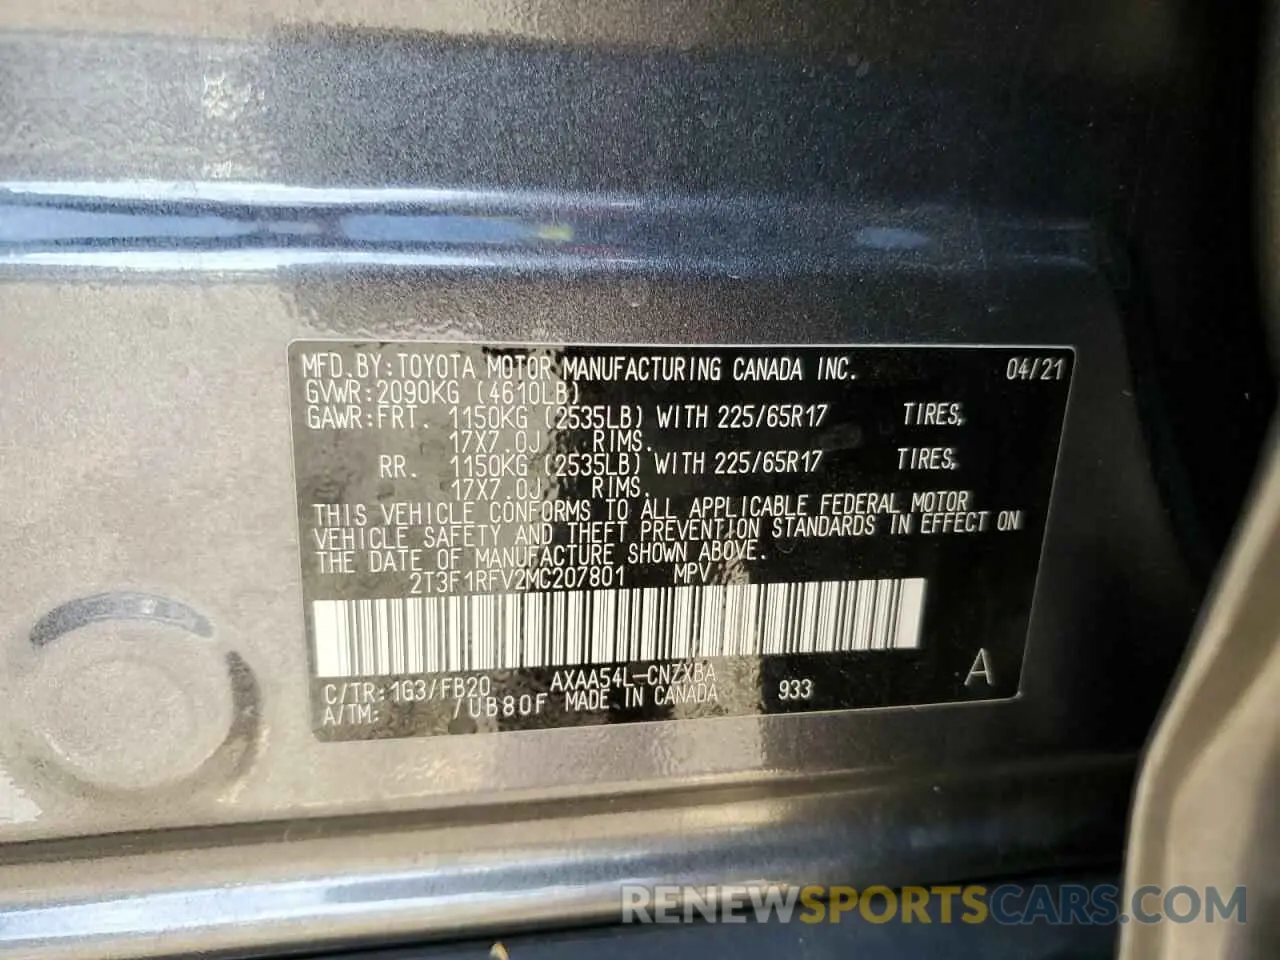 MFD.BY:TOYOTA MOTOR MANUFACTURING CANADA INC. 04/21
GVWR:2090KG (4610LB)
GAWR:FRT. 1150KG (2535LB) WITH 225/65R17 TIRES,
17X7.0J RIMS.
RR. 1150KG (2535LB) WITH 225/65R17 TIRES,
17X7.0J RIMS.
THIS VEHICLE CONFORMS TO ALL APPLICABLE FEDERAL MOTOR
VEHICLE SAFETY AND THEFT PREVENTION STANDARDS IN EFFECT ON
THE DATE OF MANUFACTURE SHOWN ABOVE.
2T3F1RFV2MC207801 MPV
C/TR:1G3/FB20 AXAA54L-CNZXBA A
A/TM: /UB80F MADE IN CANADA 933
RENEWSPORTSCARS.COM